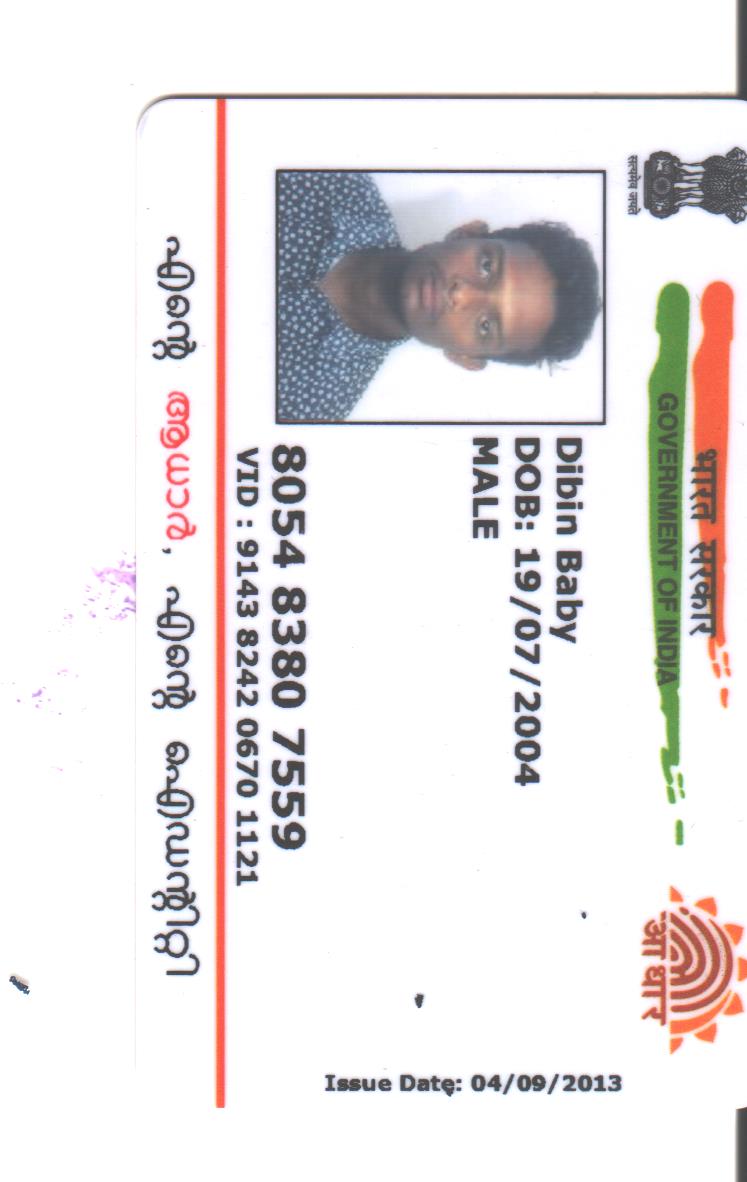 भारत सरकार
GOVERNMENT OF INDIA
सत्यमेव जयते
आधार
Dibin Baby
DOB: 19/07/2004
MALE
Issue Date: 04/09/2013
8054 8380 7559
VID : 9143 8242 0670 1121
എന്റെ ആധാർ, എന്റെ ഐഡന്റിറ്റി